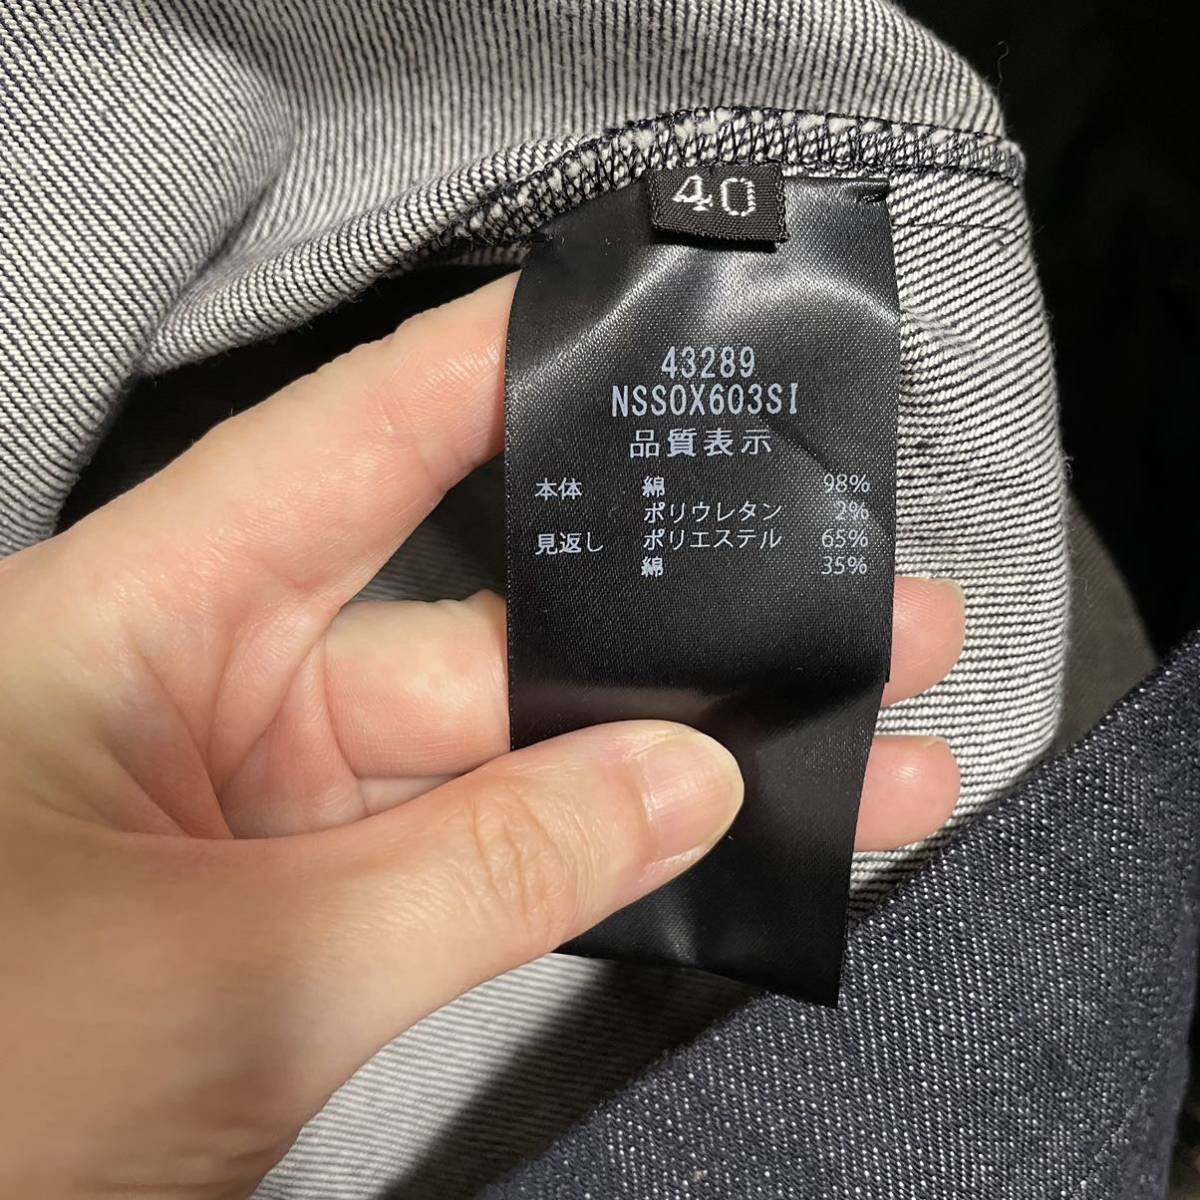 40
43289
NSSOX603SI
品質表示
本体 綿 98%
ポリウレタン 2%
見返し ポリエステル 65%
綿 35%